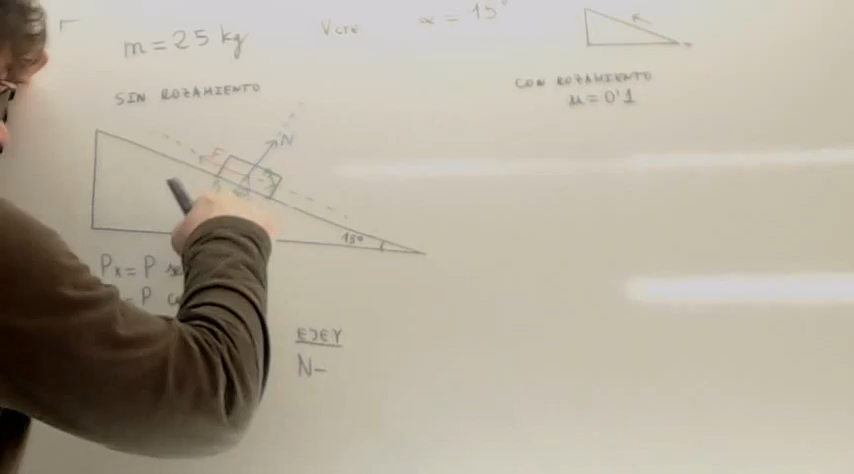 m = 25 kg
Vcte
α = 15°
SIN ROZAMIENTO
CON ROZAMIENTO
μ = 0'1
F
N
15°
Px = P
= P
EJE Y
N-